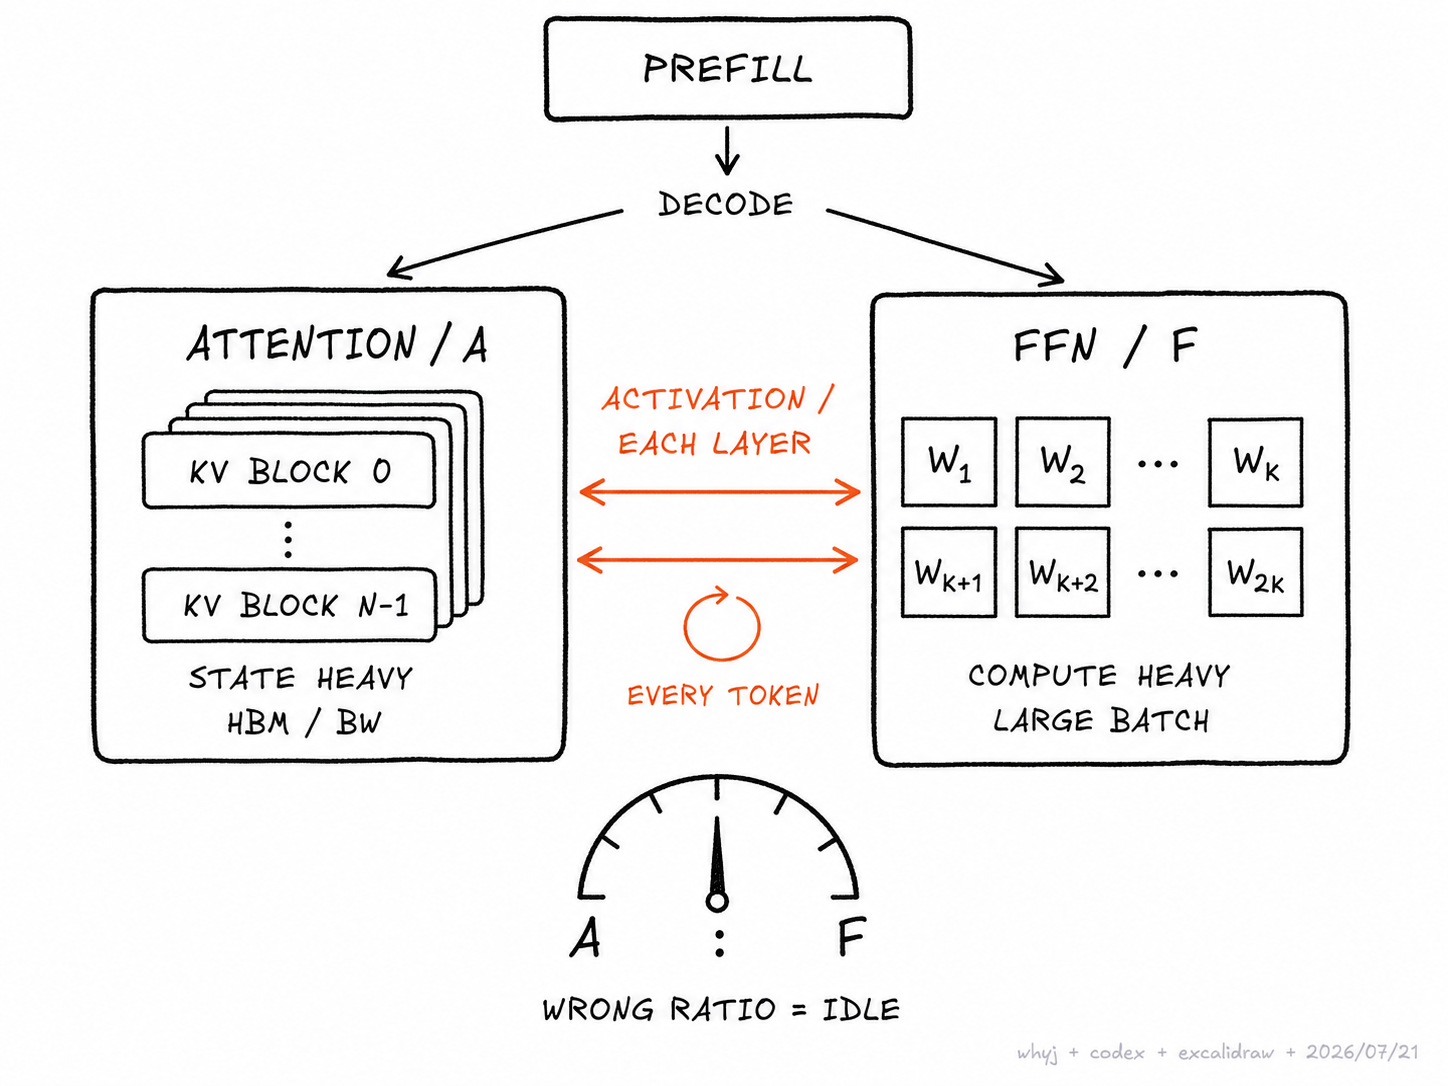 PREFILL
DECODE
ATTENTION / A
KV BLOCK 0
KV BLOCK N-1
STATE HEAVY
HBM / BW
ACTIVATION /
EACH LAYER
EVERY TOKEN
FFN / F
W1 W2 ... WK
WK+1 WK+2 ... W2K
COMPUTE HEAVY
LARGE BATCH
A : F
WRONG RATIO = IDLE
whyj + codex + excalidraw + 2026/07/21